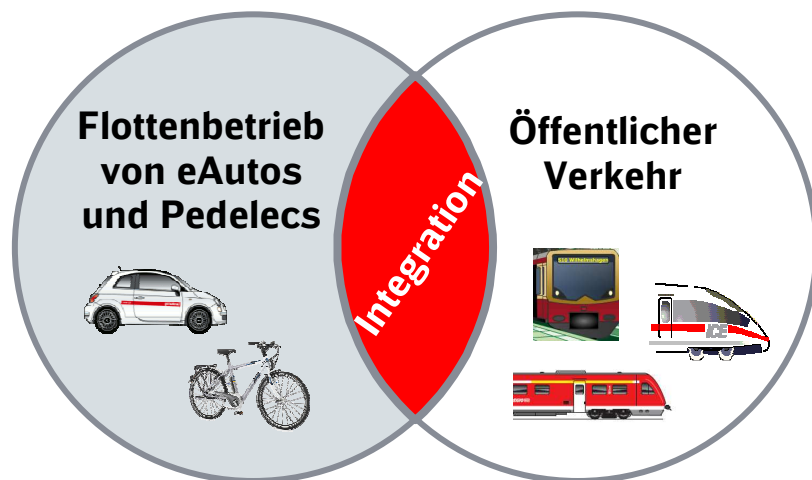 Flottenbetrieb
von eAutos
und Pedelecs
Öffentlicher
Verkehr
Integration
ICE